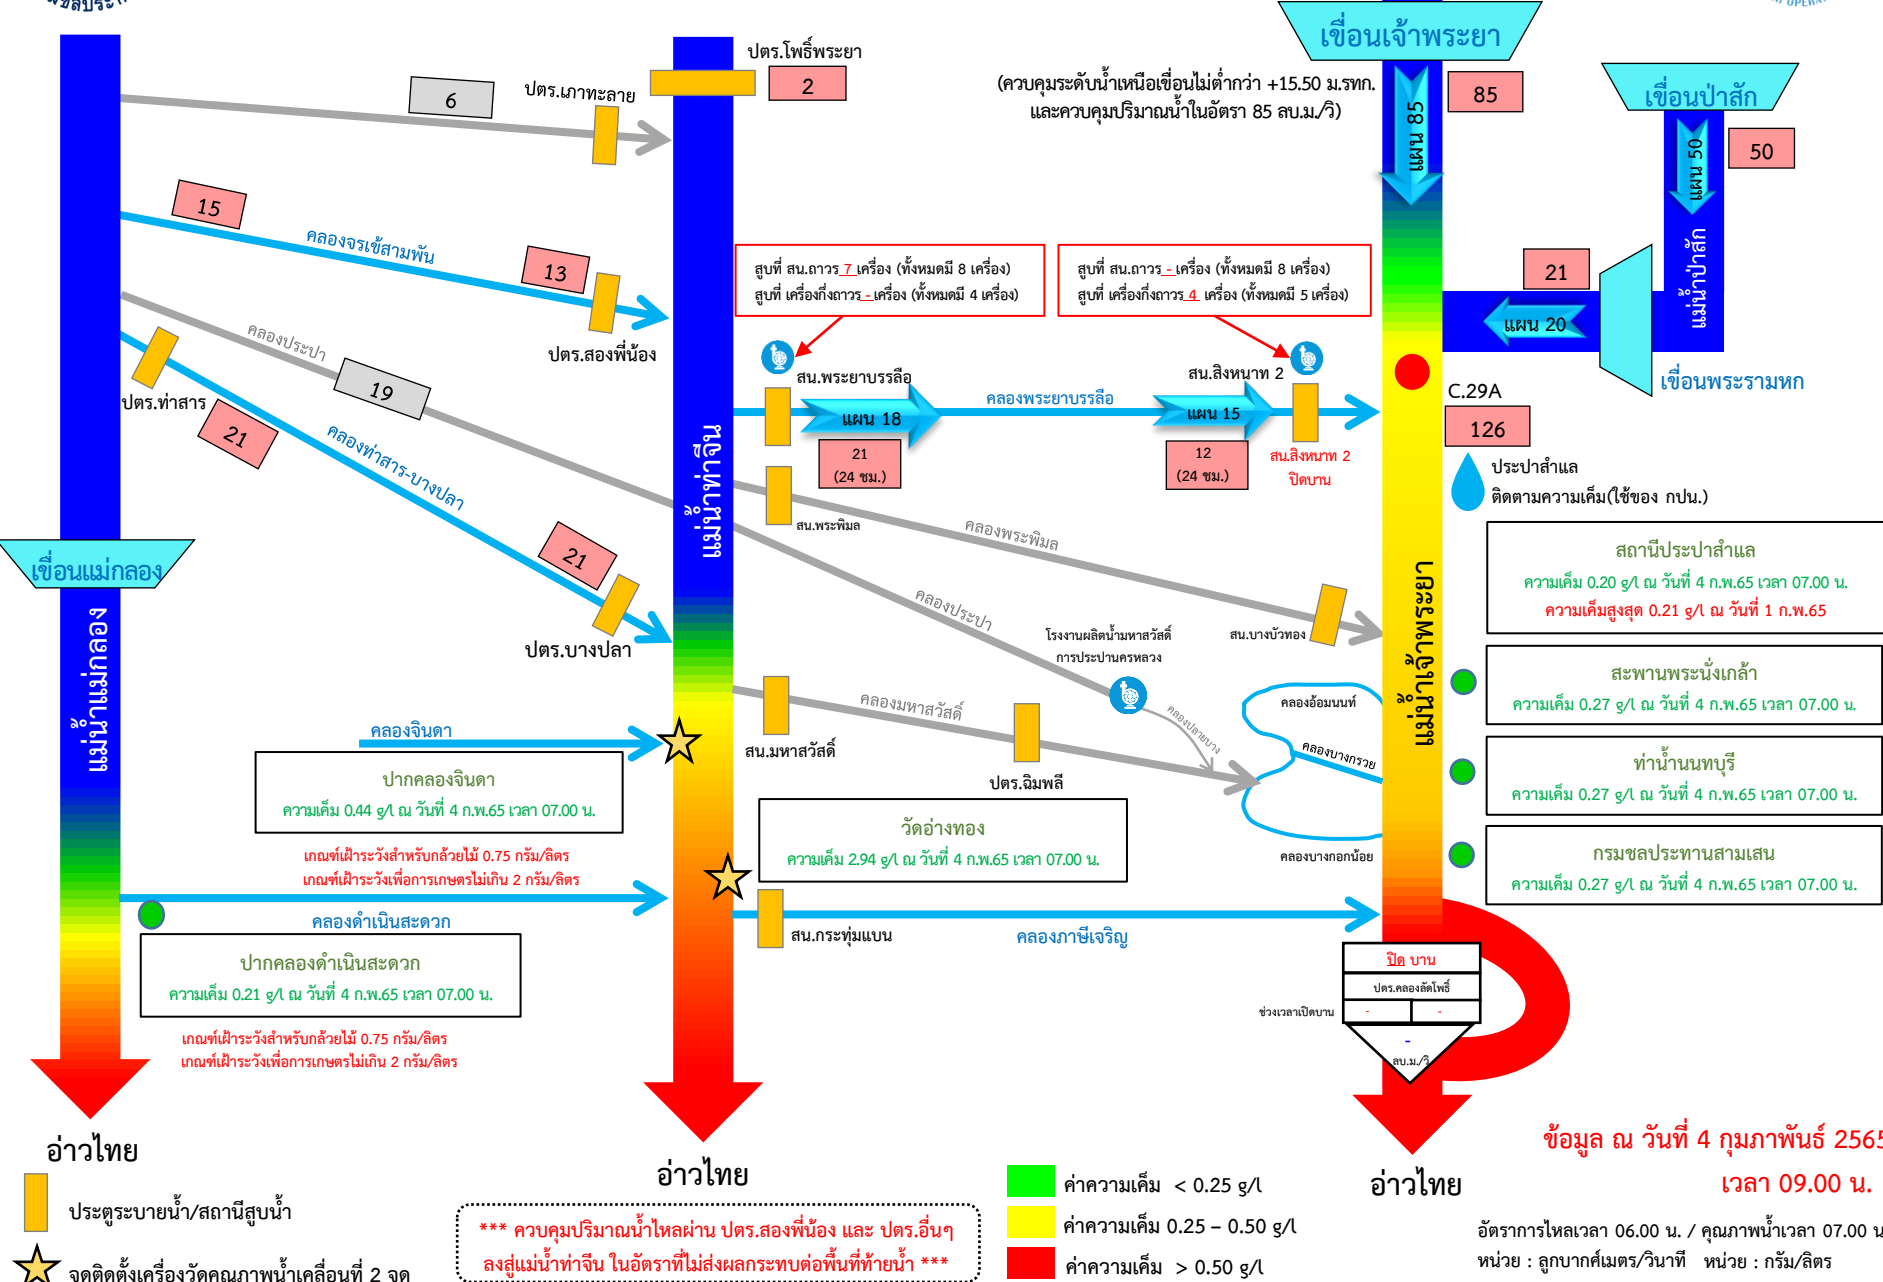 เขื่อนเจ้าพระยา
85
แผน 85
(ควบคุมระดับน้ำเหนือเขื่อนไม่ต่ำกว่า +15.50 ม.รทก.
และควบคุมปริมาณน้ำในอัตรา 85 ลบ.ม./วิ)
เขื่อนป่าสัก
50
แผน 50
แม่น้ำป่าสัก
21
แผน 20
เขื่อนพระรามหก
ปตร.โพธิ์พระยา
2
6
ปตร.เภาทะลาย
15
คลองจรเข้สามพัน
13
ปตร.สองพี่น้อง
คลองประปา
19
ปตร.ท่าสาร
21
คลองท่าสาร-บางปลา
21
ปตร.บางปลา
เขื่อนแม่กลอง
แม่น้ำแม่กลอง
แม่น้ำท่าจีน
แม่น้ำเจ้าพระยา
สูบที่ สน.ถาวร 7 เครื่อง (ทั้งหมดมี 8 เครื่อง)
สูบที่ เครื่องกึ่งถาวร - เครื่อง (ทั้งหมดมี 4 เครื่อง)
สูบที่ สน.ถาวร - เครื่อง (ทั้งหมดมี 8 เครื่อง)
สูบที่ เครื่องกึ่งถาวร 4 เครื่อง (ทั้งหมดมี 5 เครื่อง)
สน.พระยาบรรลือ
แผน 18
21
(24 ชม.)
คลองพระยาบรรลือ
สน.สิงหนาท 2
แผน 15
12
(24 ชม.)
สน.สิงหนาท 2
ปิดบาน
C.29A
126
ประปาสำแล
ติดตามความเค็ม(ใช้ของ กปน.)
สน.พระพิมล
คลองพระพิมล
สน.บางบัวทอง
คลองประปา
โรงงานผลิตน้ำมหาสวัสดิ์
การประปานครหลวง
คลองปลายบาง
คลองอ้อมนนท์
คลองบางกรวย
คลองบางกอกน้อย
สน.มหาสวัสดิ์
คลองมหาสวัสดิ์
ปตร.ฉิมพลี
สถานีประปาสำแล
ความเค็ม 0.20 g/l ณ วันที่ 4 ก.พ.65 เวลา 07.00 น.
ความเค็มสูงสุด 0.21 g/l ณ วันที่ 1 ก.พ.65
สะพานพระนั่งเกล้า
ความเค็ม 0.27 g/l ณ วันที่ 4 ก.พ.65 เวลา 07.00 น.
ท่าน้ำนนทบุรี
ความเค็ม 0.27 g/l ณ วันที่ 4 ก.พ.65 เวลา 07.00 น.
กรมชลประทานสามเสน
ความเค็ม 0.27 g/l ณ วันที่ 4 ก.พ.65 เวลา 07.00 น.
คลองจินดา
ปากคลองจินดา
ความเค็ม 0.44 g/l ณ วันที่ 4 ก.พ.65 เวลา 07.00 น.
เกณฑ์เฝ้าระวังสำหรับกล้วยไม้ 0.75 กรัม/ลิตร
เกณฑ์เฝ้าระวังเพื่อการเกษตรไม่เกิน 2 กรัม/ลิตร
วัดอ่างทอง
ความเค็ม 2.94 g/l ณ วันที่ 4 ก.พ.65 เวลา 07.00 น.
คลองดำเนินสะดวก
ปากคลองดำเนินสะดวก
ความเค็ม 0.21 g/l ณ วันที่ 4 ก.พ.65 เวลา 07.00 น.
เกณฑ์เฝ้าระวังสำหรับกล้วยไม้ 0.75 กรัม/ลิตร
เกณฑ์เฝ้าระวังเพื่อการเกษตรไม่เกิน 2 กรัม/ลิตร
สน.กระทุ่มแบน
คลองภาษีเจริญ
ปิด บาน
ปตร.คลองลัดโพธิ์
ช่วงเวลาเปิดบาน
- -
-
ลบ.ม./วิ
อ่าวไทย
อ่าวไทย
อ่าวไทย
ประตูระบายน้ำ/สถานีสูบน้ำ
จุดติดตั้งเครื่องวัดคุณภาพน้ำเคลื่อนที่ 2 จุด
*** ควบคุมปริมาณน้ำไหลผ่าน ปตร.สองพี่น้อง และ ปตร.อื่นๆ
ลงสู่แม่น้ำท่าจีน ในอัตราที่ไม่ส่งผลกระทบต่อพื้นที่ท้ายน้ำ ***
ค่าความเค็ม < 0.25 g/l
ค่าความเค็ม 0.25 – 0.50 g/l
ค่าความเค็ม > 0.50 g/l
ข้อมูล ณ วันที่ 4 กุมภาพันธ์ 2565
เวลา 09.00 น.
อัตราการไหลเวลา 06.00 น. / คุณภาพน้ำเวลา 07.00 น
หน่วย : ลูกบาศก์เมตร/วินาที หน่วย : กรัม/ลิตร